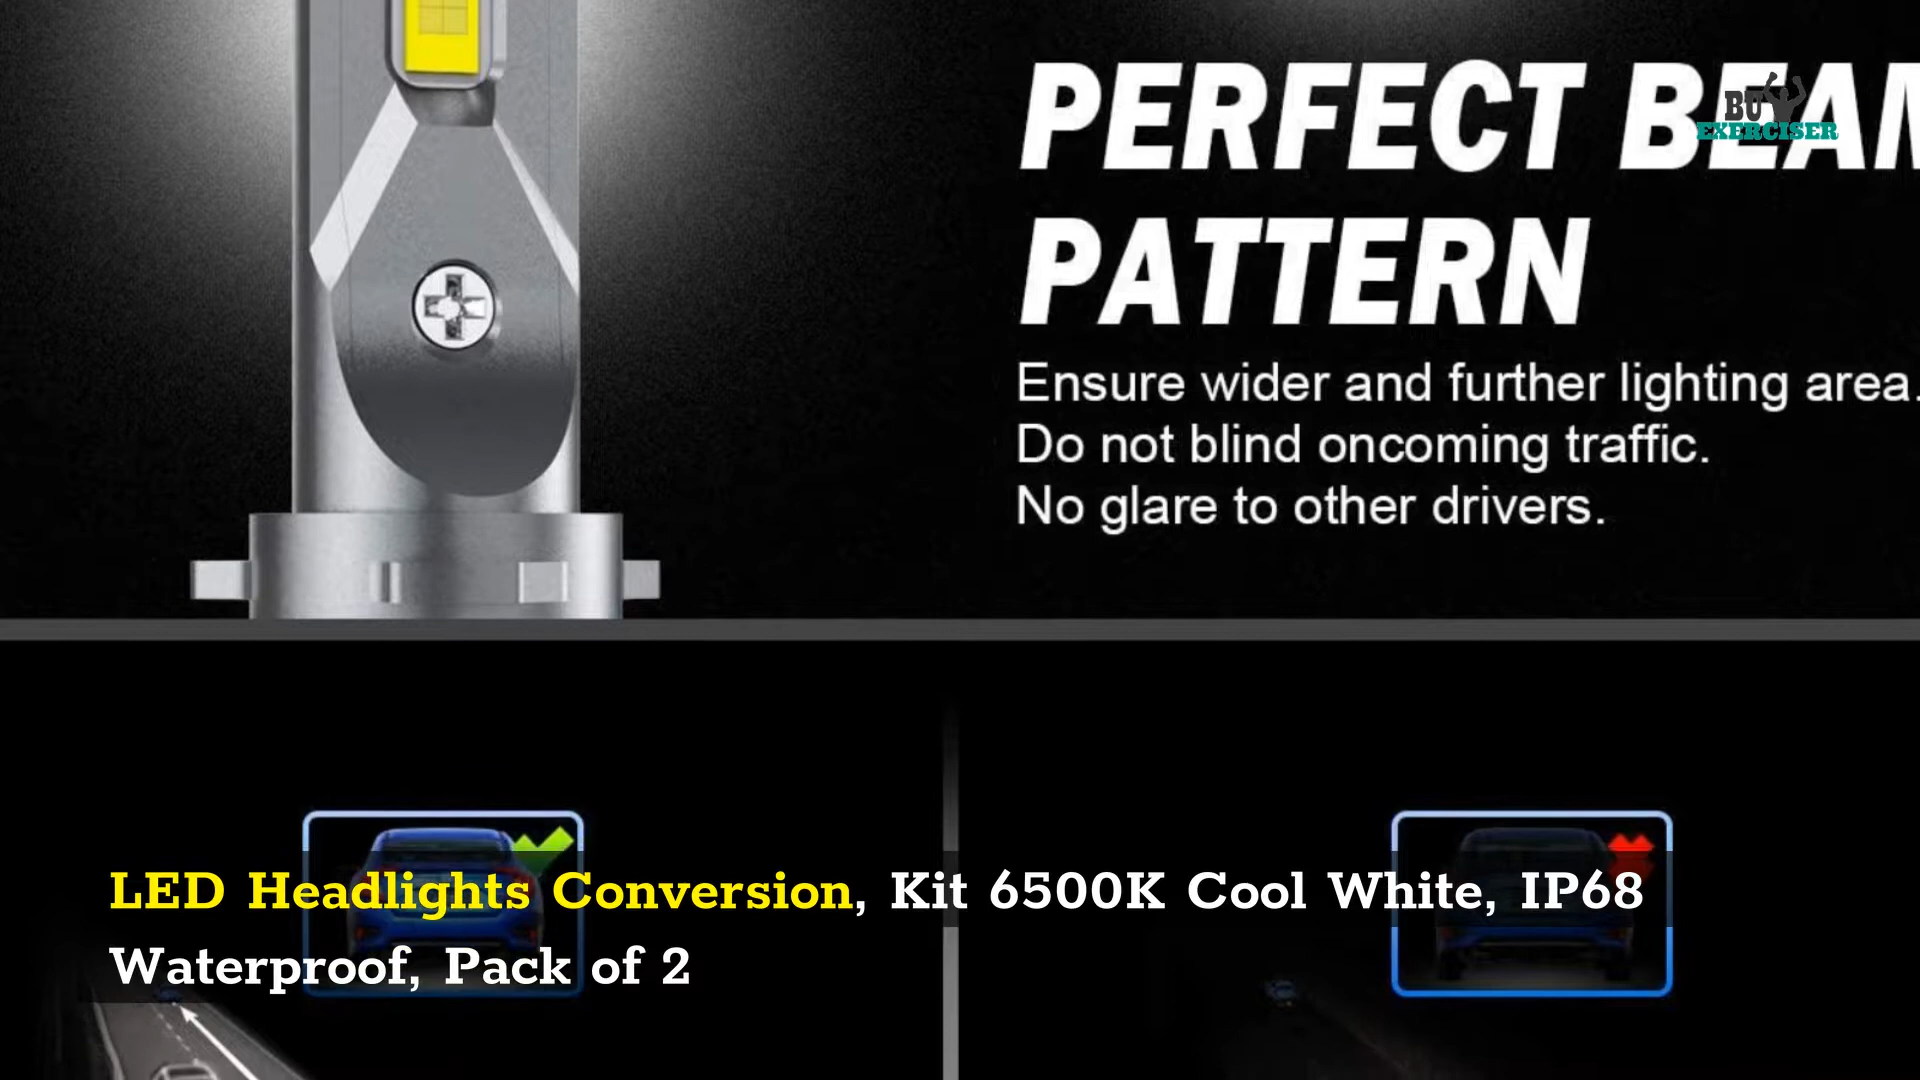 PERFECT BEAM
PATTERN
BU
EXERCISER
Ensure wider and further lighting area.
Do not blind oncoming traffic.
No glare to other drivers.
LED Headlights Conversion, Kit 6500K Cool White, IP68
Waterproof, Pack of 2